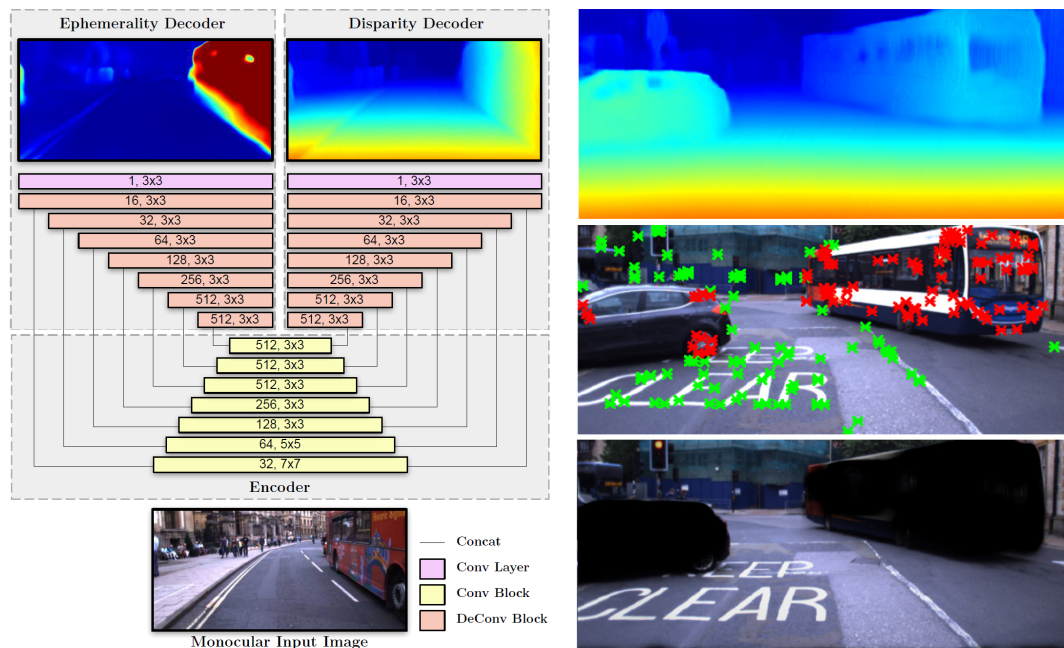 Ephemerality Decoder
Disparity Decoder
1, 3x3
1, 3x3
16, 3x3
16, 3x3
32, 3x3
32, 3x3
64, 3x3
64, 3x3
128, 3x3
128, 3x3
256, 3x3
256, 3x3
512, 3x3
512, 3x3
512, 3x3
512, 3x3
512, 3x3
512, 3x3
512, 3x3
256, 3x3
128, 3x3
64, 5x5
32, 7x7
Encoder
Concat
Conv Layer
Conv Block
DeConv Block
Monocular Input Image
CLEAR
KEEP
CLEAR